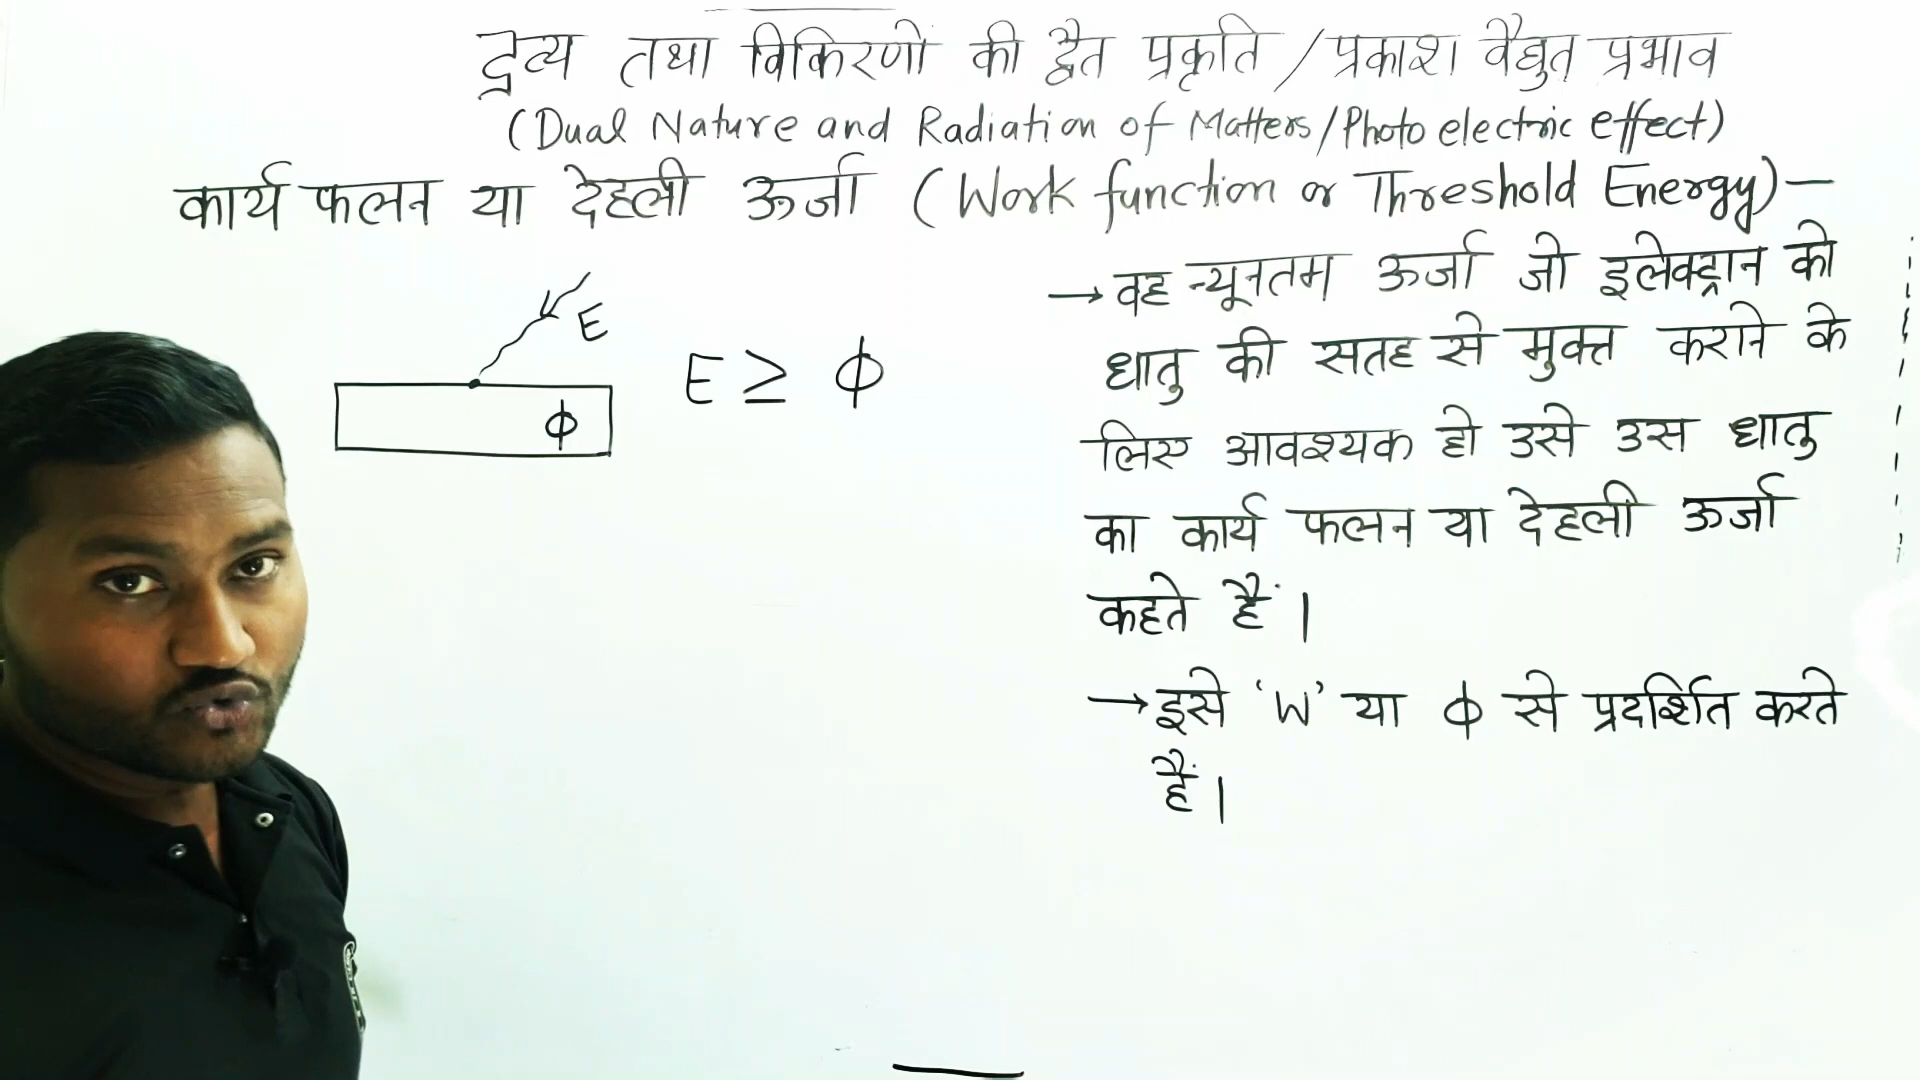 द्रव्य तथा विकिरणो की द्वैत प्रकृति / प्रकाश वैद्युत प्रभाव
(Dual Nature and Radiation of Matters/Photo electric effect)
कार्य फलन या देहली ऊर्जा (Work function or Threshold Energy)—
→ वह न्यूनतम ऊर्जा जो इलेक्ट्रान को
धातु की सतह से मुक्त कराने के
लिए आवश्यक हो उसे उस धातु
का कार्य फलन या देहली ऊर्जा
कहते हैं।
→ इसे 'W' या ϕ से प्रदर्शित करते
हैं।
E
E ≥ ϕ
ϕ